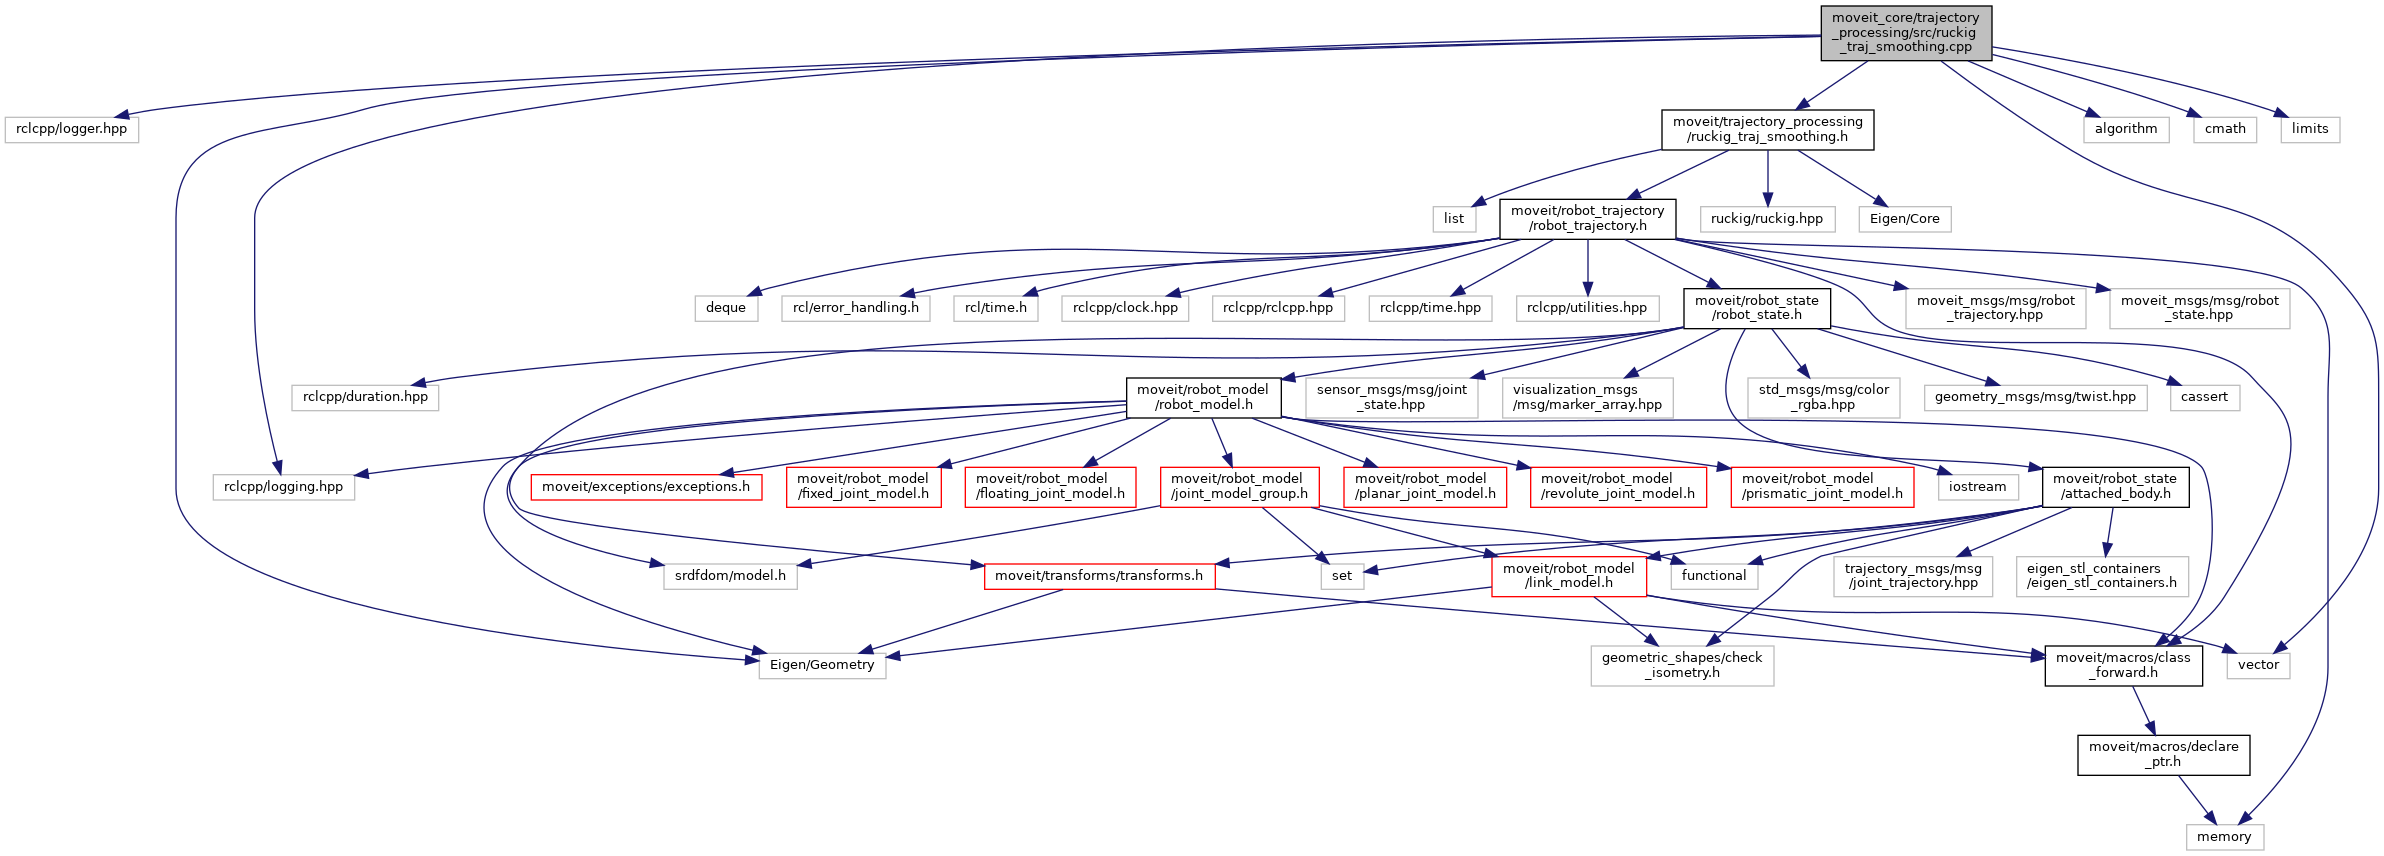 moveit_core/trajectory
_processing/src/ruckig
_traj_smoothing.cpp
rclcpp/logger.hpp
moveit/trajectory_processing
/ruckig_traj_smoothing.h
algorithm
cmath
limits
list
moveit/robot_trajectory
/robot_trajectory.h
ruckig/ruckig.hpp
Eigen/Core
deque
rcl/error_handling.h
rcl/time.h
rclcpp/clock.hpp
rclcpp/rclcpp.hpp
rclcpp/time.hpp
rclcpp/utilities.hpp
moveit/robot_state
/robot_state.h
moveit_msgs/msg/robot
_trajectory.hpp
moveit_msgs/msg/robot
_state.hpp
rclcpp/duration.hpp
moveit/robot_model
/robot_model.h
sensor_msgs/msg/joint
_state.hpp
visualization_msgs
/msg/marker_array.hpp
std_msgs/msg/color
_rgba.hpp
geometry_msgs/msg/twist.hpp
cassert
rclcpp/logging.hpp
moveit/exceptions/exceptions.h
moveit/robot_model
/fixed_joint_model.h
moveit/robot_model
/floating_joint_model.h
moveit/robot_model
/joint_model_group.h
moveit/robot_model
/planar_joint_model.h
moveit/robot_model
/revolute_joint_model.h
moveit/robot_model
/prismatic_joint_model.h
iostream
moveit/robot_state
/attached_body.h
srdfdom/model.h
moveit/transforms/transforms.h
set
moveit/robot_model
/link_model.h
functional
trajectory_msgs/msg
/joint_trajectory.hpp
eigen_stl_containers
/eigen_stl_containers.h
Eigen/Geometry
geometric_shapes/check
_isometry.h
moveit/macros/class
_forward.h
vector
moveit/macros/declare
_ptr.h
memory